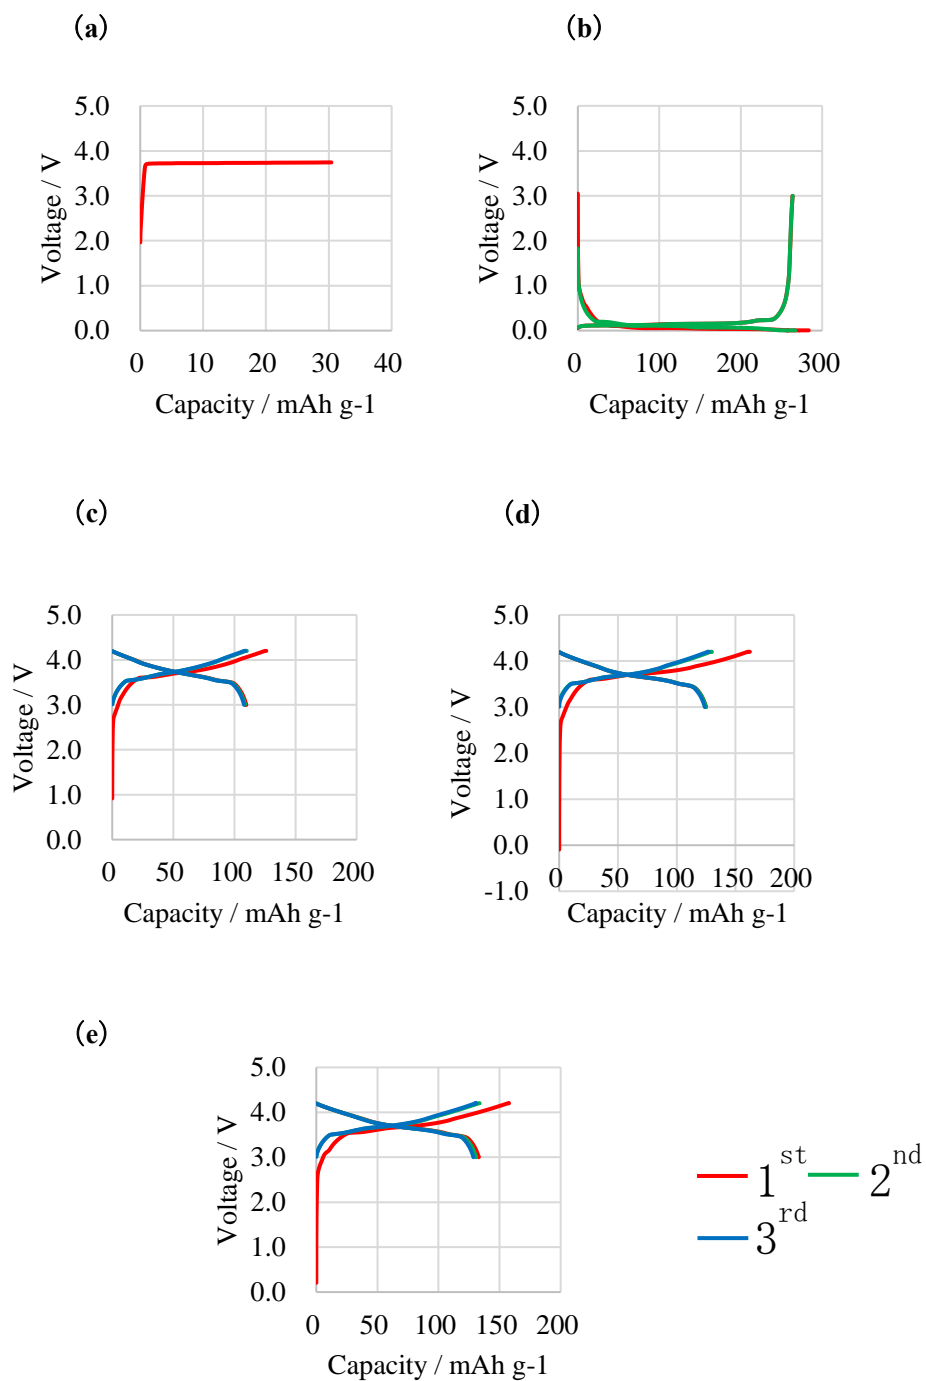 (a)
5.0
4.0
3.0
2.0
1.0
0.0
Voltage / V
0 10 20 30 40
Capacity / mAh g-1
(b)
5.0
4.0
3.0
2.0
1.0
0.0
Voltage / V
0 100 200 300
Capacity / mAh g-1
(c)
5.0
4.0
3.0
2.0
1.0
0.0
Voltage / V
0 50 100 150 200
Capacity / mAh g-1
(d)
5.0
4.0
3.0
2.0
1.0
0.0
-1.0
Voltage / V
0 50 100 150 200
Capacity / mAh g-1
(e)
5.0
4.0
3.0
2.0
1.0
0.0
Voltage / V
0 50 100 150 200
Capacity / mAh g-1
1st 2nd
3rd